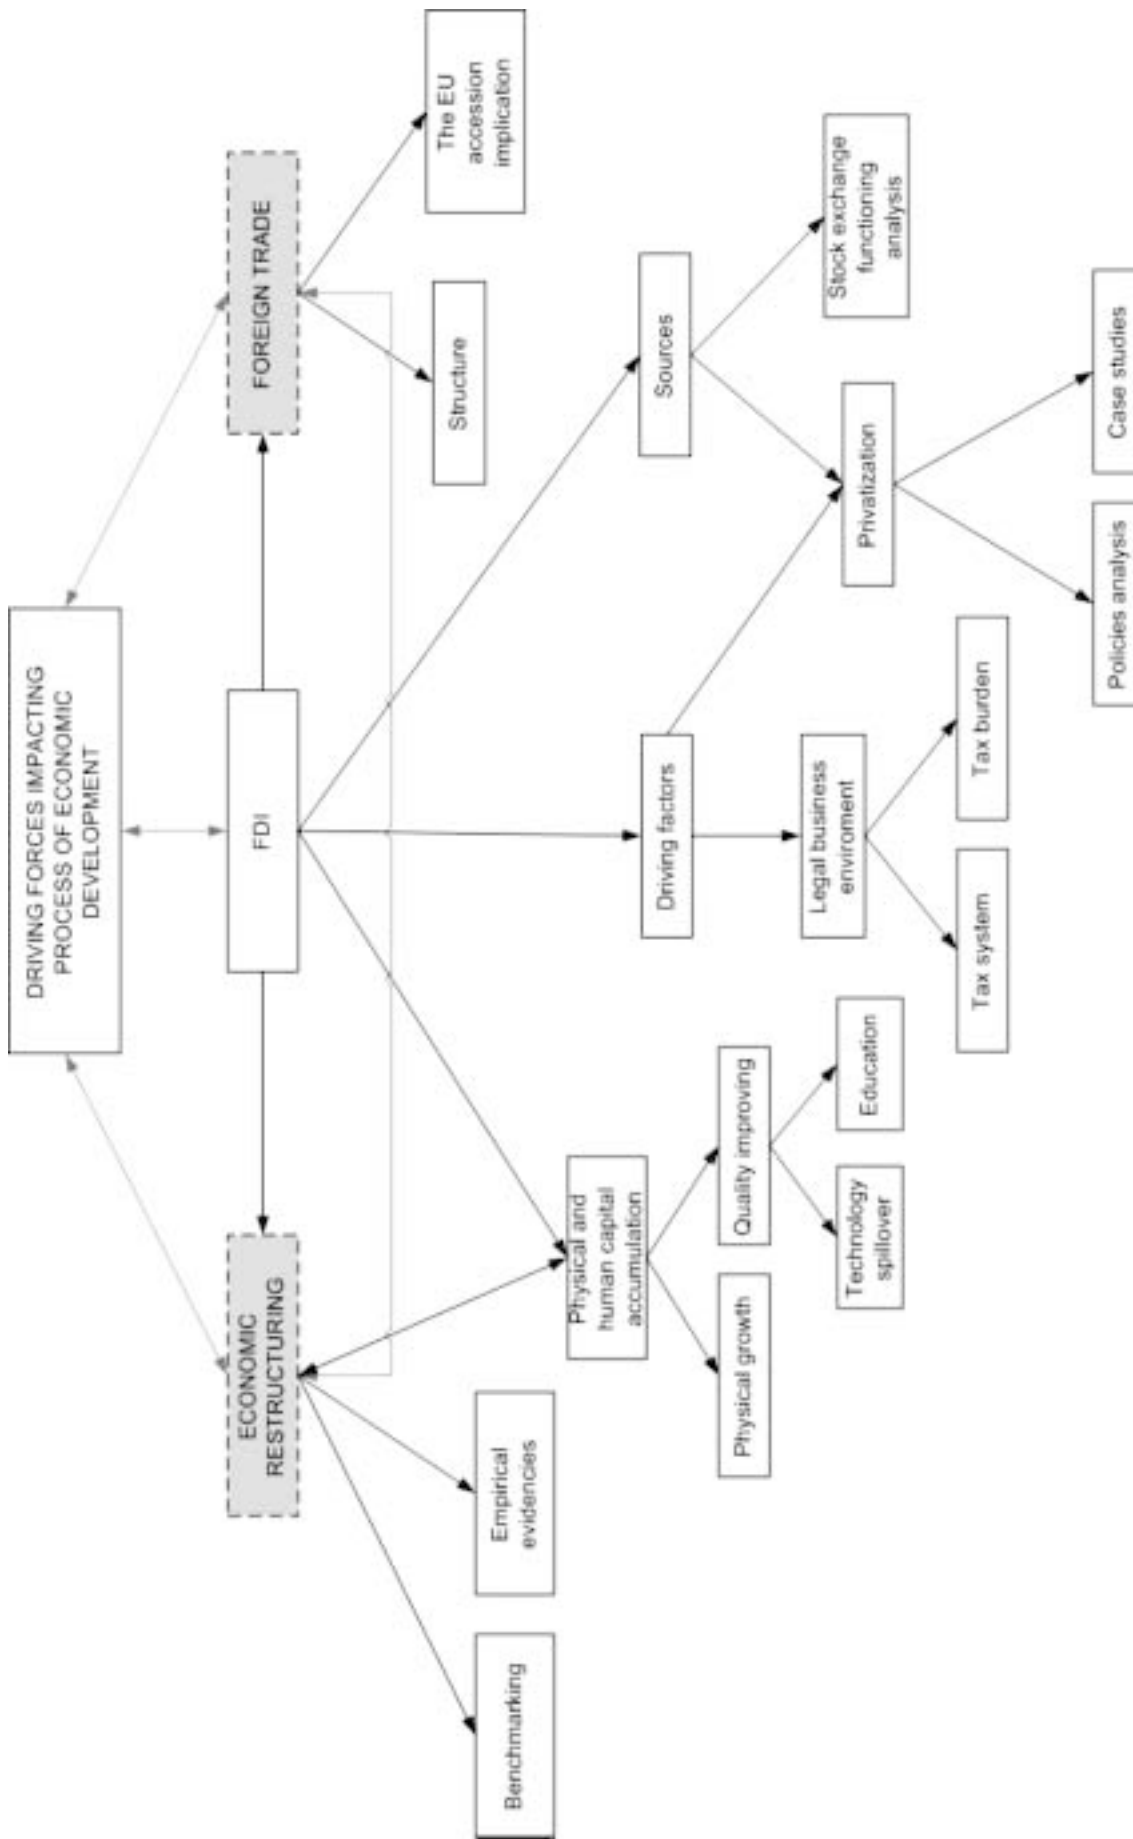 DRIVING FORCES IMPACTING
PROCESS OF ECONOMIC
DEVELOPMENT
ECONOMIC
RESTRUCTURING
FDI
FOREIGN TRADE
The EU
accession
implication
Structure
Benchmarking
Empirical
evidencies
Physical and
human capital
accumulation
Driving factors
Sources
Physical growth
Quality improving
Legal business
enviroment
Privatization
Stock exchange
functioning
analysis
Technology
spillover
Education
Tax system
Tax burden
Policies analysis
Case studies